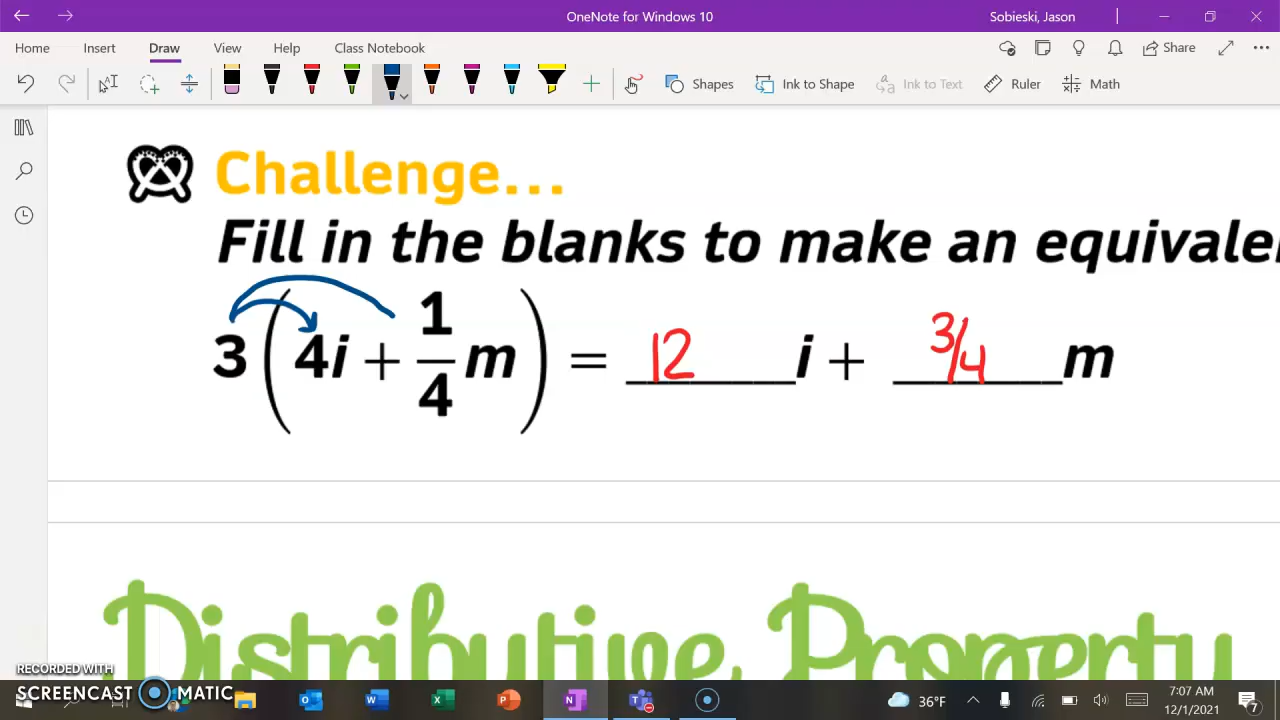 OneNote for Windows 10
Sobieski, Jason
Home Insert Draw View Help Class Notebook
Share
Shapes Ink to Shape Ink to Text Ruler Math
Challenge...
Fill in the blanks to make an equivale
3(4i + 1/4 m) = 12 i + 3/4 m
Distributive Property
RECORDED WITH
SCREENCAST MATIC
36°F
7:07 AM
12/1/2021
7